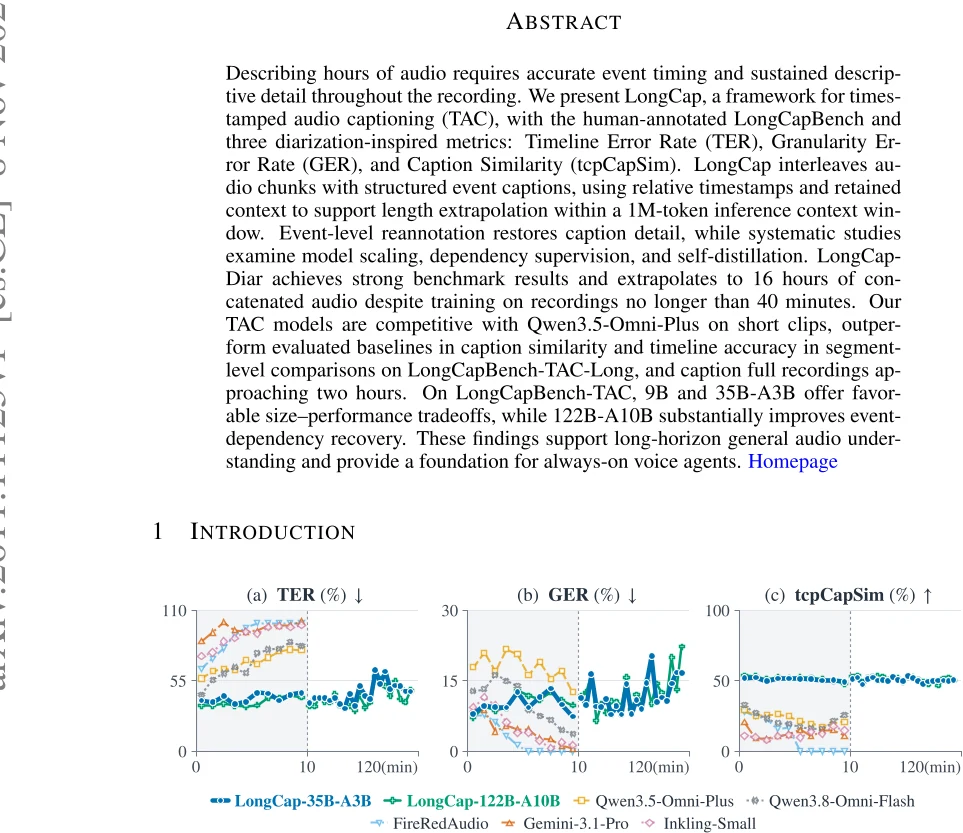 ABSTRACT
Describing hours of audio requires accurate event timing and sustained descrip-
tive detail throughout the recording. We present LongCap, a framework for times-
tamped audio captioning (TAC), with the human-annotated LongCapBench and
three diarization-inspired metrics: Timeline Error Rate (TER), Granularity Er-
ror Rate (GER), and Caption Similarity (tcpCapSim). LongCap interleaves au-
dio chunks with structured event captions, using relative timestamps and retained
context to support length extrapolation within a 1M-token inference context win-
dow. Event-level reannotation restores caption detail, while systematic studies
examine model scaling, dependency supervision, and self-distillation. LongCap-
Diar achieves strong benchmark results and extrapolates to 16 hours of con-
catenated audio despite training on recordings no longer than 40 minutes. Our
TAC models are competitive with Qwen3.5-Omni-Plus on short clips, outper-
form evaluated baselines in caption similarity and timeline accuracy in segment-
level comparisons on LongCapBench-TAC-Long, and caption full recordings ap-
proaching two hours. On LongCapBench-TAC, 9B and 35B-A3B offer favor-
able size–performance tradeoffs, while 122B-A10B substantially improves event-
dependency recovery. These findings support long-horizon general audio under-
standing and provide a foundation for always-on voice agents. Homepage
1 INTRODUCTION
(a) TER (%) ↓
110
55
0
0 10 120(min)
(b) GER (%) ↓
30
15
0
0 10 120(min)
(c) tcpCapSim (%) ↑
100
50
0
0 10 120(min)
LongCap-35B-A3B LongCap-122B-A10B Qwen3.5-Omni-Plus Qwen3.8-Omni-Flash
FireRedAudio Gemini-3.1-Pro Inkling-Small